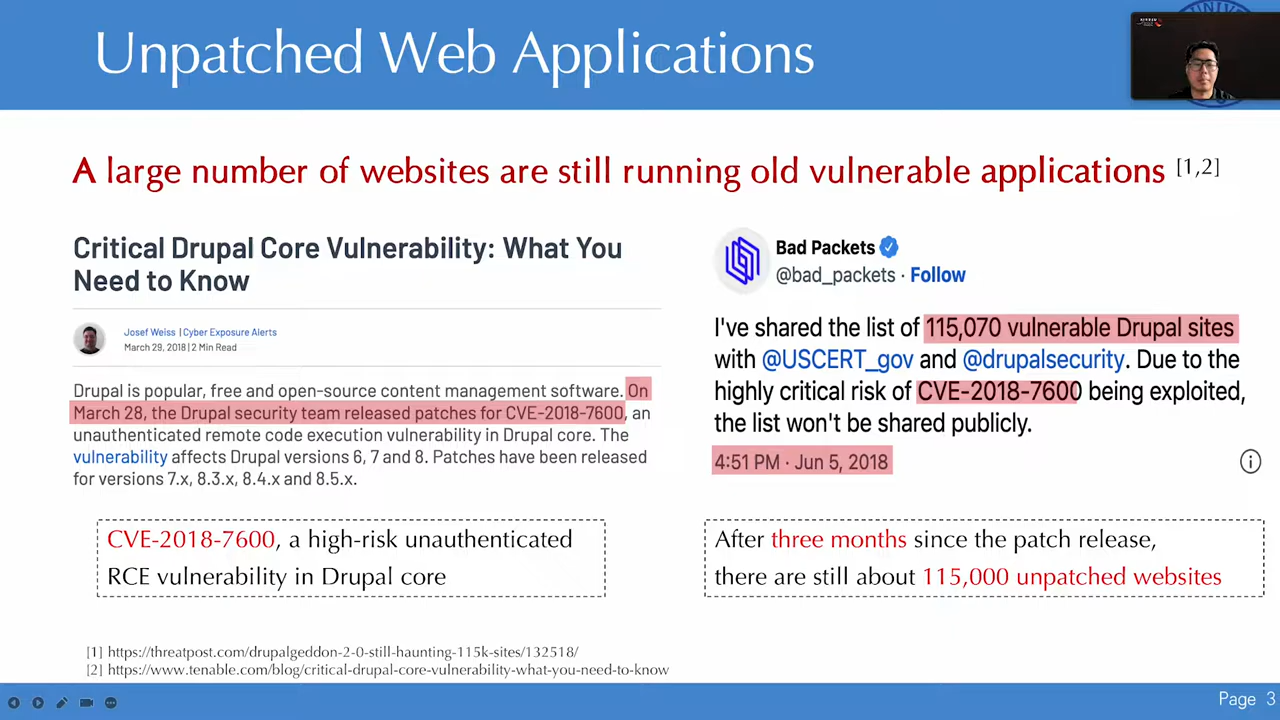 Unpatched Web Applications
A large number of websites are still running old vulnerable applications [1,2]
Critical Drupal Core Vulnerability: What You
Need to Know
Josef Weiss | Cyber Exposure Alerts
March 29, 2018 | 2 Min Read
Drupal is popular, free and open-source content management software. On
March 28, the Drupal security team released patches for CVE-2018-7600, an
unauthenticated remote code execution vulnerability in Drupal core. The
vulnerability affects Drupal versions 6, 7 and 8. Patches have been released
for versions 7.x, 8.3.x, 8.4.x and 8.5.x.
CVE-2018-7600, a high-risk unauthenticated
RCE vulnerability in Drupal core
Bad Packets
@bad_packets · Follow
I've shared the list of 115,070 vulnerable Drupal sites
with @USCERT_gov and @drupalsecurity. Due to the
highly critical risk of CVE-2018-7600 being exploited,
the list won't be shared publicly.
4:51 PM · Jun 5, 2018
After three months since the patch release,
there are still about 115,000 unpatched websites
[1] https://threatpost.com/drupalgeddon-2-0-still-haunting-115k-sites/132518/
[2] https://www.tenable.com/blog/critical-drupal-core-vulnerability-what-you-need-to-know
Page 3